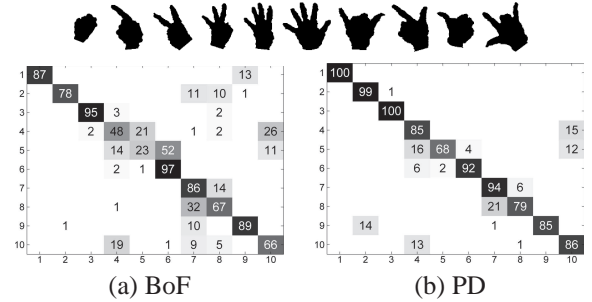 1 87 13
2 78 11 10 1
3 95 3 2
4 2 48 21 1 2 26
5 14 23 52 11
6 2 1 97
7 86 14
8 1 32 67
9 1 10 89
10 19 1 9 5 66
1 2 3 4 5 6 7 8 9 10
(a) BoF
1 100
2 99 1
3 100
4 85 15
5 16 68 4 12
6 6 2 92
7 94 6
8 21 79
9 14 1 85
10 13 1 86
1 2 3 4 5 6 7 8 9 10
(b) PD